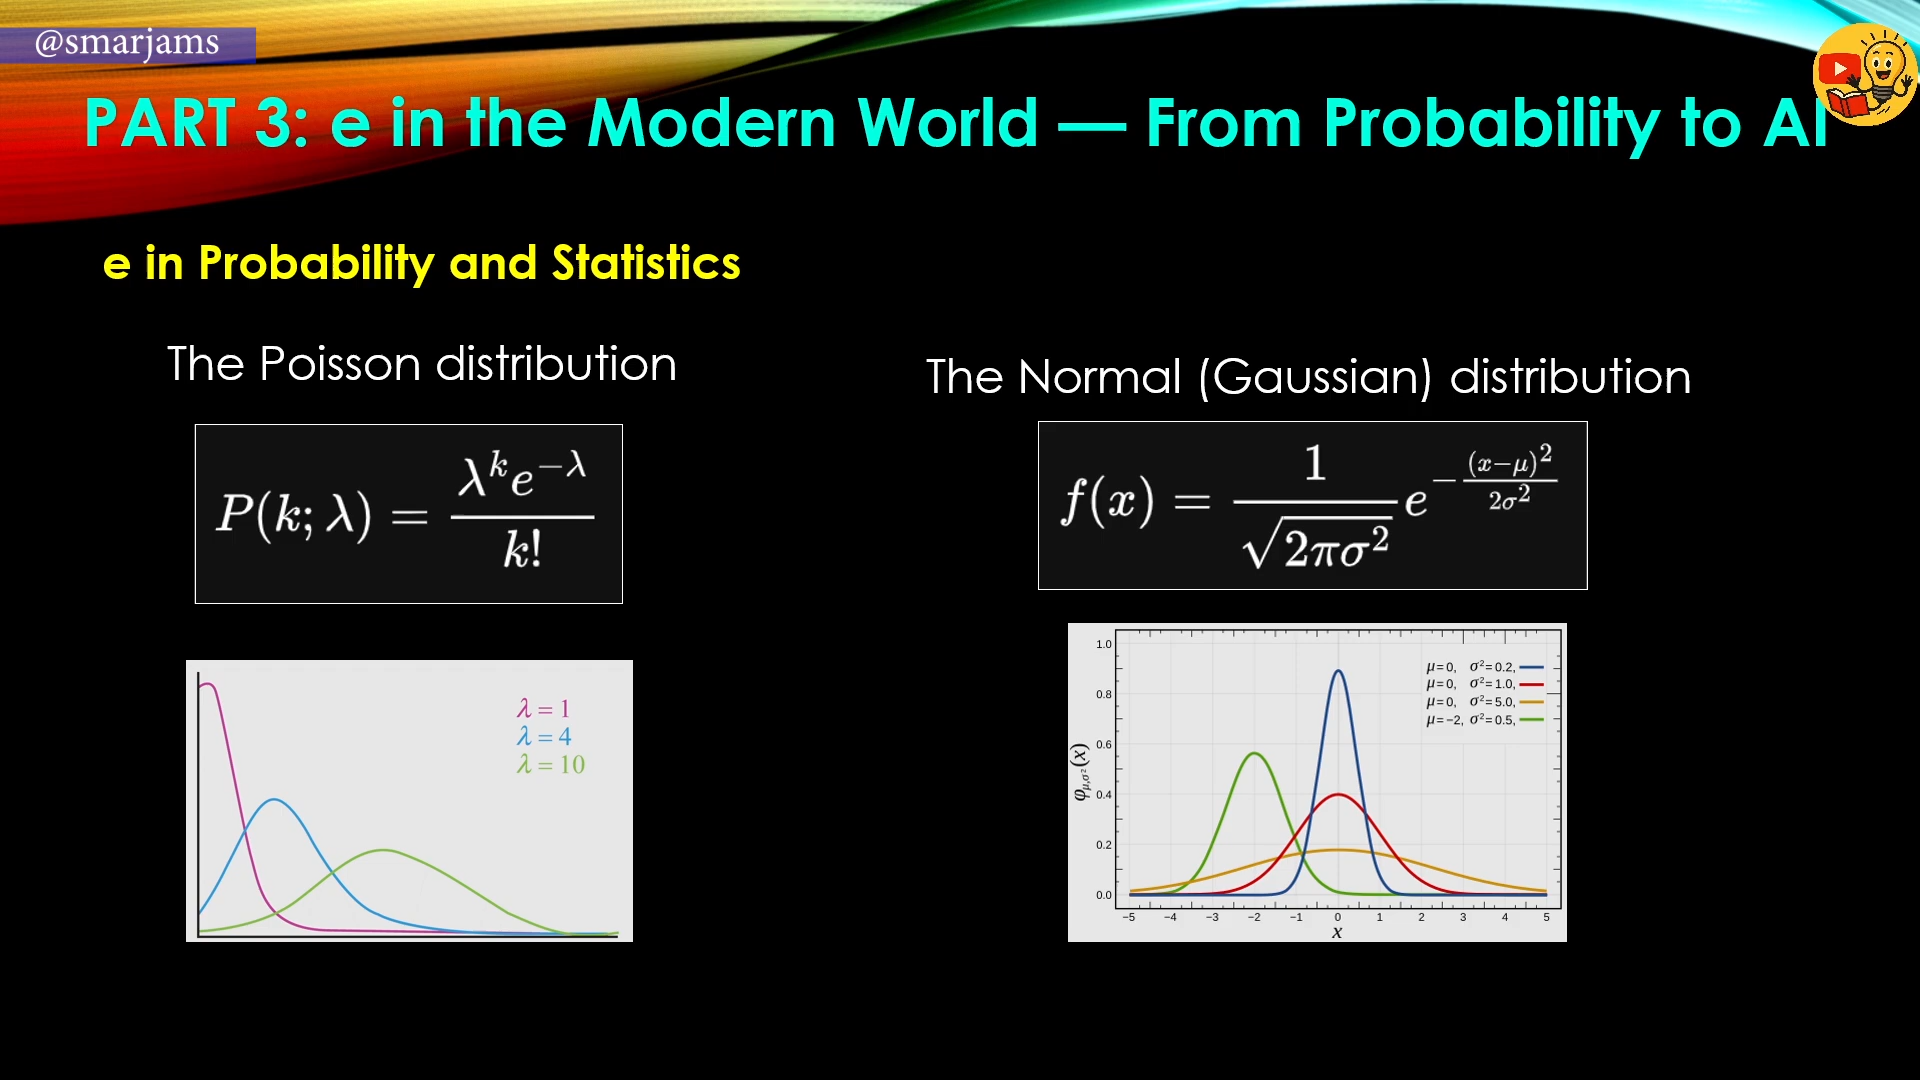 @smarjams
PART 3: e in the Modern World — From Probability to AI
e in Probability and Statistics
The Poisson distribution
P(k; λ) = λ^k e^{−λ} / k!
λ = 1
λ = 4
λ = 10
The Normal (Gaussian) distribution
f(x) = 1 / √(2πσ²) e^{−(x−μ)² / 2σ²}
μ=0, σ²=0.2,
μ=0, σ²=1.0,
μ=0, σ²=5.0,
μ=−2, σ²=0.5,
φμ,σ²(x)
1.0
0.8
0.6
0.4
0.2
0.0
−5 −4 −3 −2 −1 0 1 2 3 4 5
x